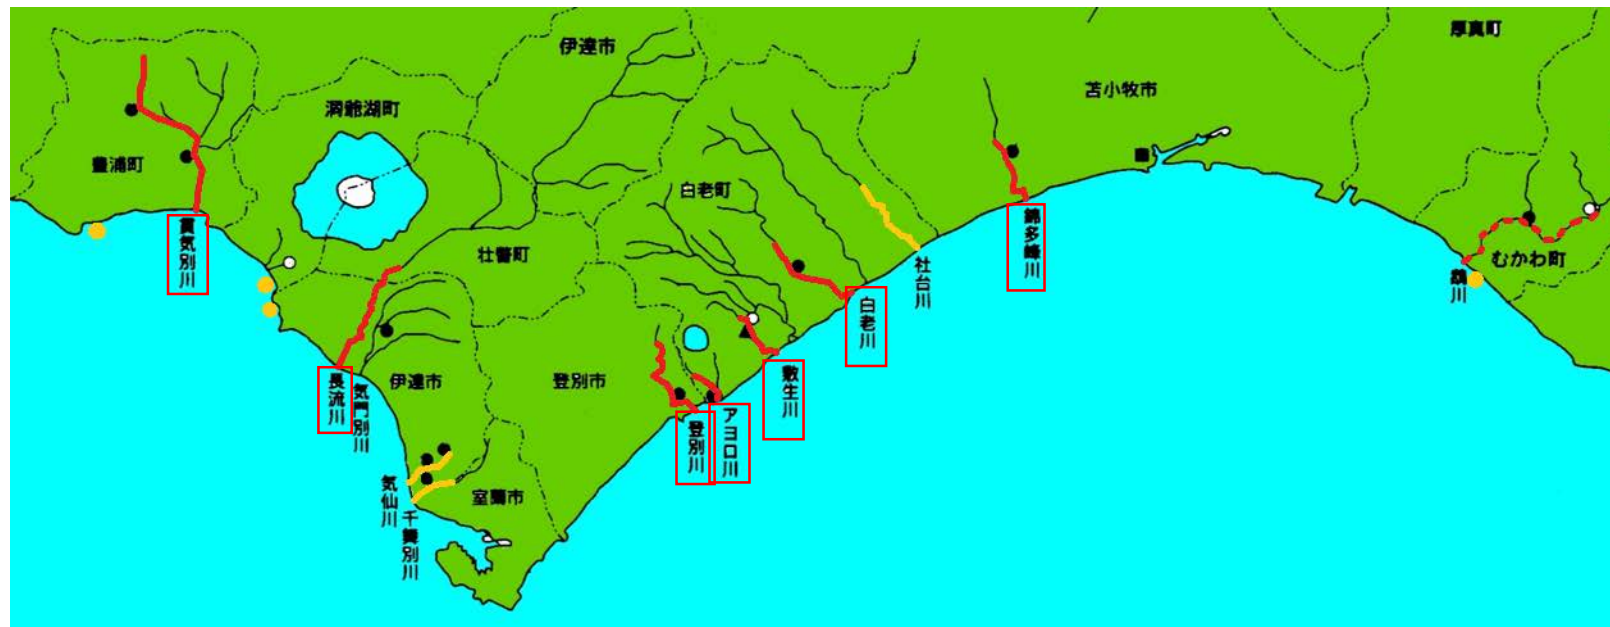 厚真町
伊達市
苫小牧市
洞爺湖町
豊浦町
白老町
壮瞥町
むかわ町
貫気別川
錦多峰川
社台川
鵡川
白老川
伊達市
登別市
長流川
気門別川
敷生川
アヨロ川
登別川
室蘭市
気仙川
千舞別川